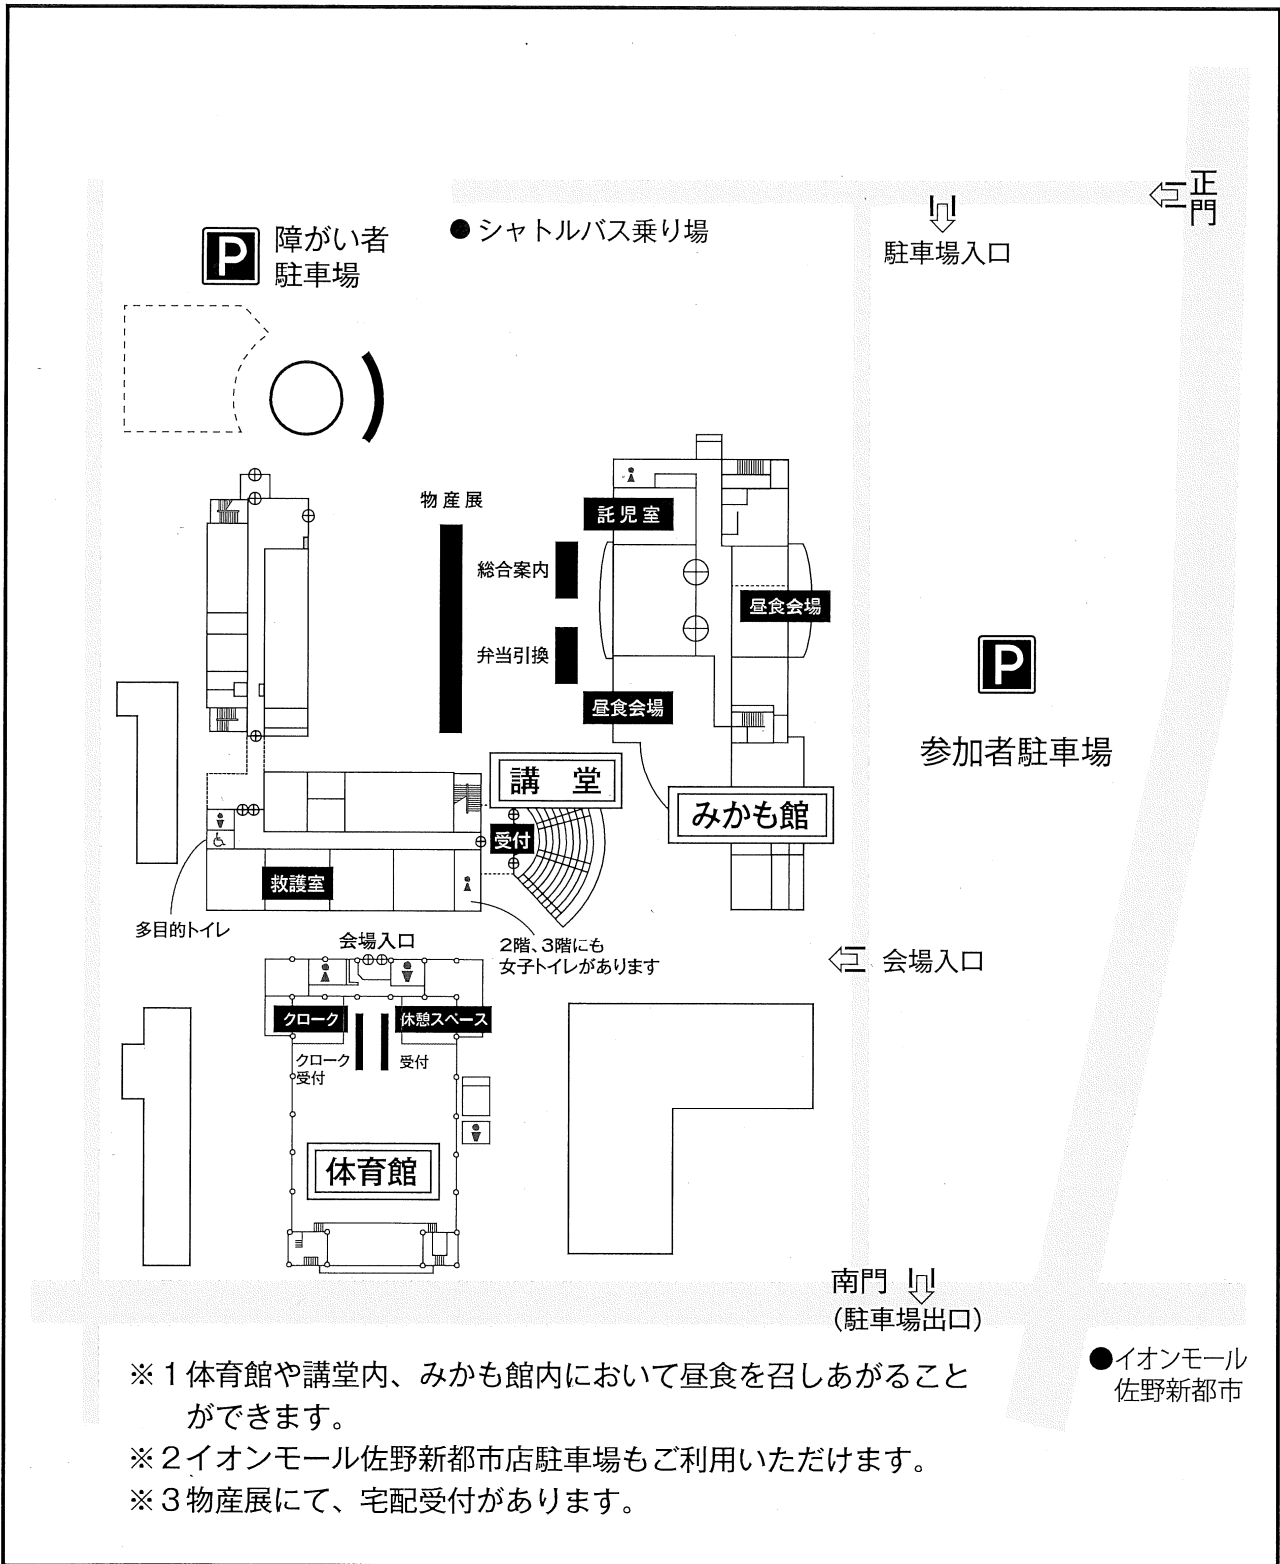 正門
駐車場入口
P 障がい者
駐車場
● シャトルバス乗り場
物産展
託児室
総合案内
昼食会場
弁当引換
昼食会場
P
参加者駐車場
講 堂
みかも館
受付
救護室
多目的トイレ
会場入口
2階、3階にも
女子トイレがあります
会場入口
クローク
休憩スペース
クローク
受付
受付
体育館
南門
(駐車場出口)
●イオンモール
佐野新都市
※1体育館や講堂内、みかも館内において昼食を召しあがること
ができます。
※2イオンモール佐野新都市店駐車場もご利用いただけます。
※3物産展にて、宅配受付があります。